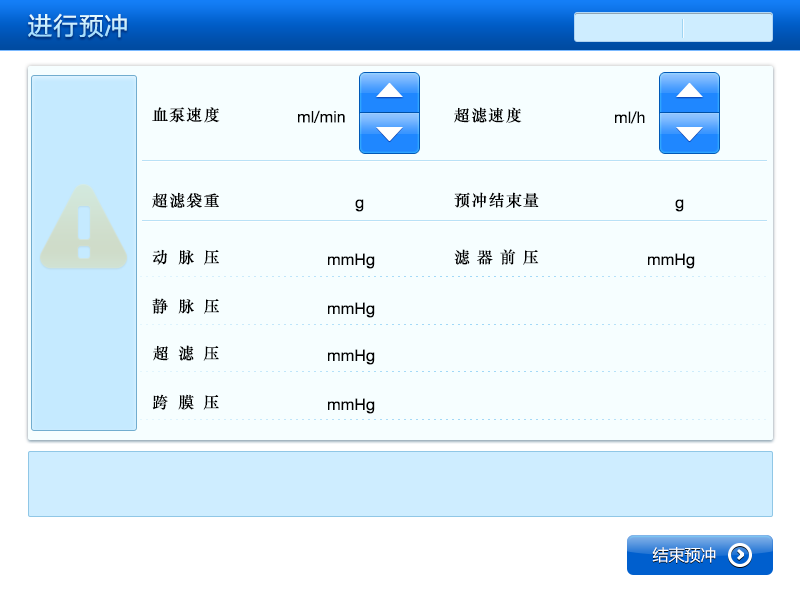 进行预冲
血泵速度 ml/min 超滤速度 ml/h
超滤袋重 g 预冲结束量 g
动脉压 mmHg 滤器前压 mmHg
静脉压 mmHg
超滤压 mmHg
跨膜压 mmHg
结束预冲